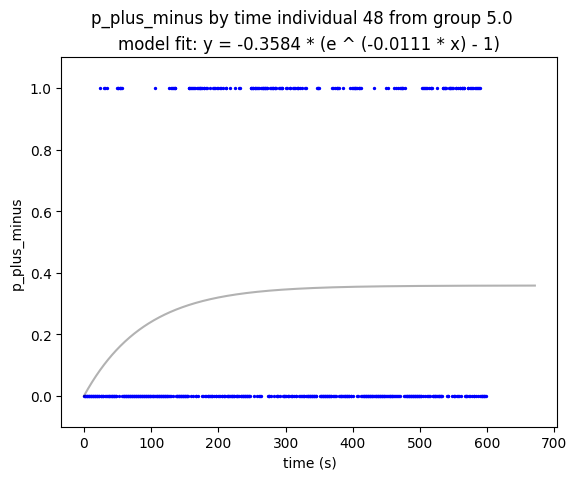 p_plus_minus by time individual 48 from group 5.0
model fit: y = -0.3584 * (e ^ (-0.0111 * x) - 1)
1.0
0.8
0.6
0.4
0.2
0.0
p_plus_minus
0 100 200 300 400 500 600 700
time (s)